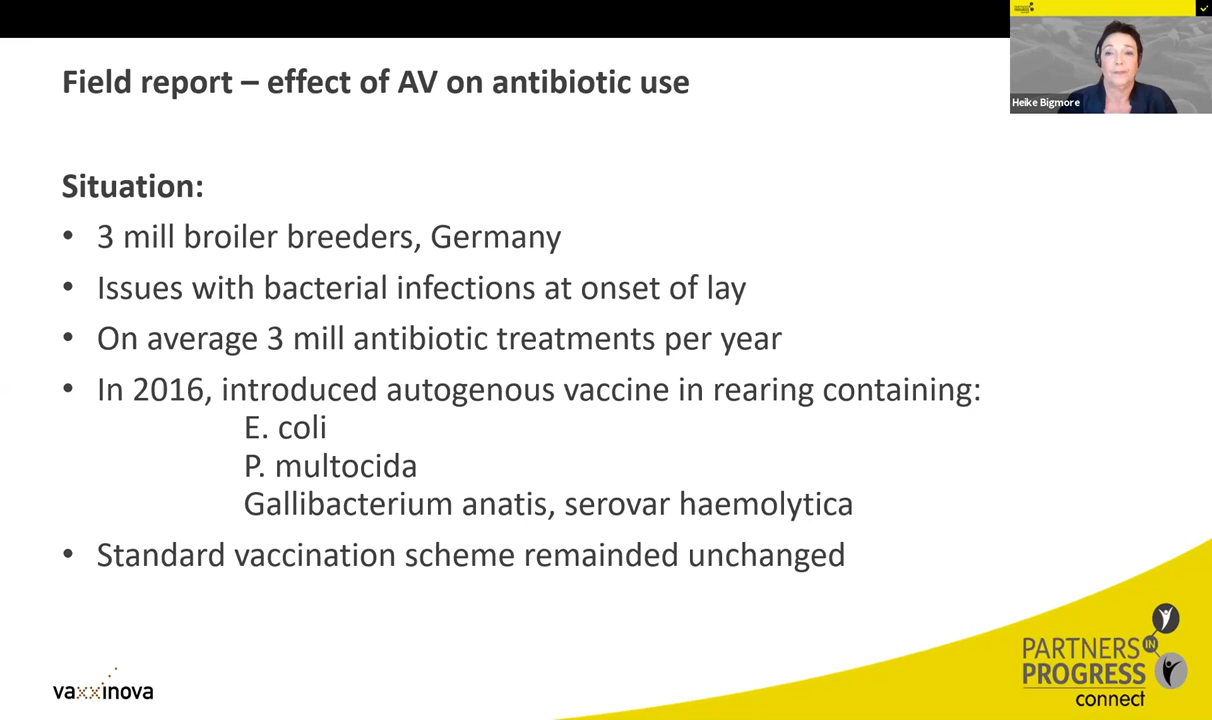 Field report – effect of AV on antibiotic use
Heike Bigmore
Situation:
• 3 mill broiler breeders, Germany
• Issues with bacterial infections at onset of lay
• On average 3 mill antibiotic treatments per year
• In 2016, introduced autogenous vaccine in rearing containing:
E. coli
P. multocida
Gallibacterium anatis, serovar haemolytica
• Standard vaccination scheme remainded unchanged
vaxxinova
PARTNERS IN
PROGRESS
connect